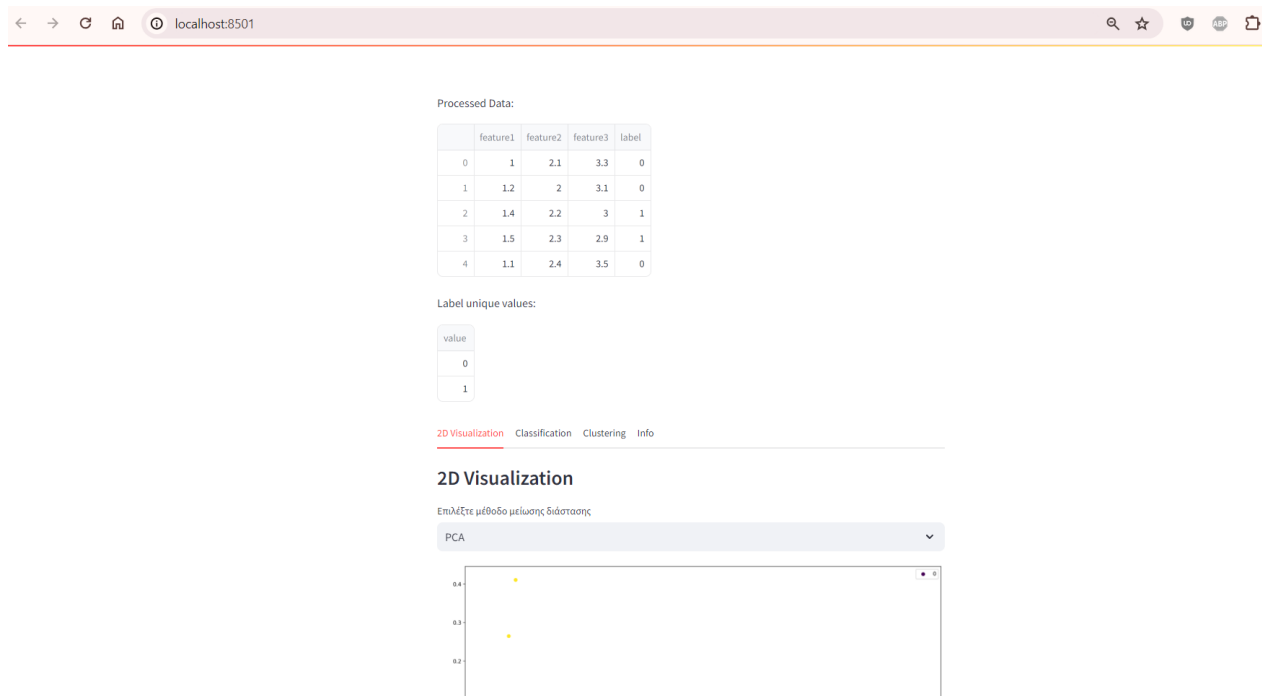 localhost:8501
Processed Data:
feature1 feature2 feature3 label
0 1 2.1 3.3 0
1 1.2 2 3.1 0
2 1.4 2.2 3 1
3 1.5 2.3 2.9 1
4 1.1 2.4 3.5 0
Label unique values:
value
0
1
2D Visualization Classification Clustering Info
2D Visualization
Επιλέξτε μέθοδο μείωσης διάστασης
PCA
0
0.4
0.3
0.2
ABP